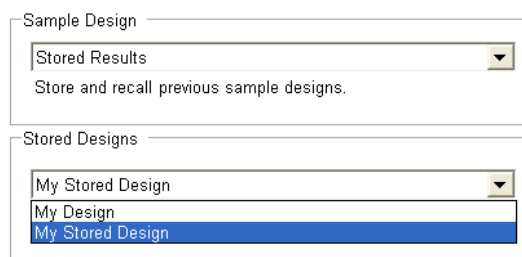 Sample Design
Stored Results
Store and recall previous sample designs.
Stored Designs
My Stored Design
My Design
My Stored Design